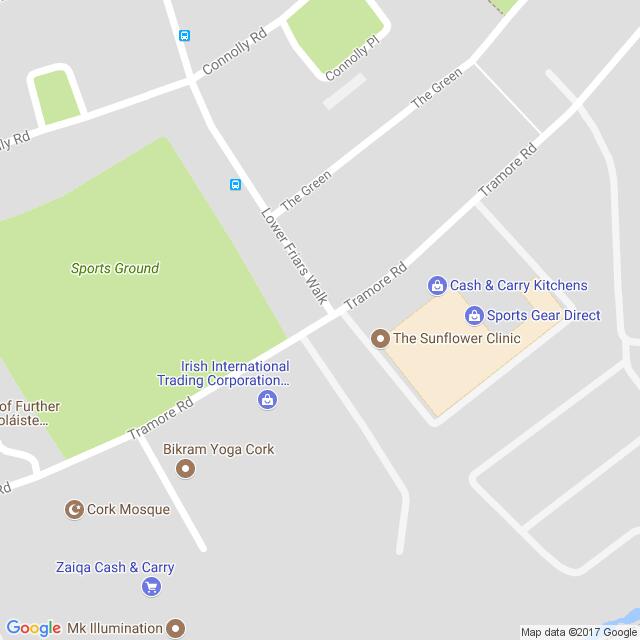 Connolly Rd
Connolly Pl
The Green
lly Rd
Tramore Rd
The Green
Lower Friars Walk
Sports Ground
Tramore Rd
Cash & Carry Kitchens
Sports Gear Direct
The Sunflower Clinic
Irish International
Trading Corporation...
of Further
oláiste...
Tramore Rd
Bikram Yoga Cork
Rd
Cork Mosque
Zaiqa Cash & Carry
Google
Mk Illumination
Map data ©2017 Google